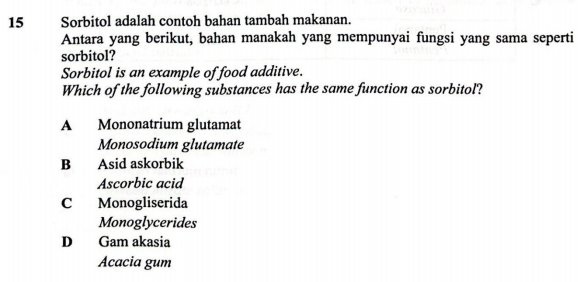 15 Sorbitol adalah contoh bahan tambah makanan.
Antara yang berikut, bahan manakah yang mempunyai fungsi yang sama seperti
sorbitol?
Sorbitol is an example of food additive.
Which of the following substances has the same function as sorbitol?
A Mononatrium glutamat
Monosodium glutamate
B Asid askorbik
Ascorbic acid
C Monogliserida
Monoglycerides
D Gam akasia
Acacia gum